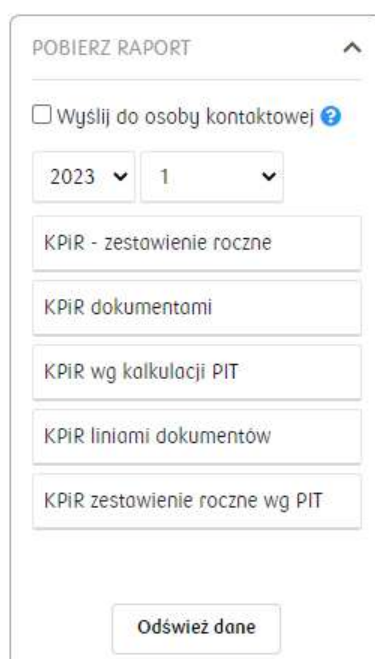 POBIERZ RAPORT
Wyślij do osoby kontaktowej ?
2023 1
KPiR - zestawienie roczne
KPiR dokumentami
KPiR wg kalkulacji PIT
KPiR liniami dokumentów
KPiR zestawienie roczne wg PIT
Odśwież dane